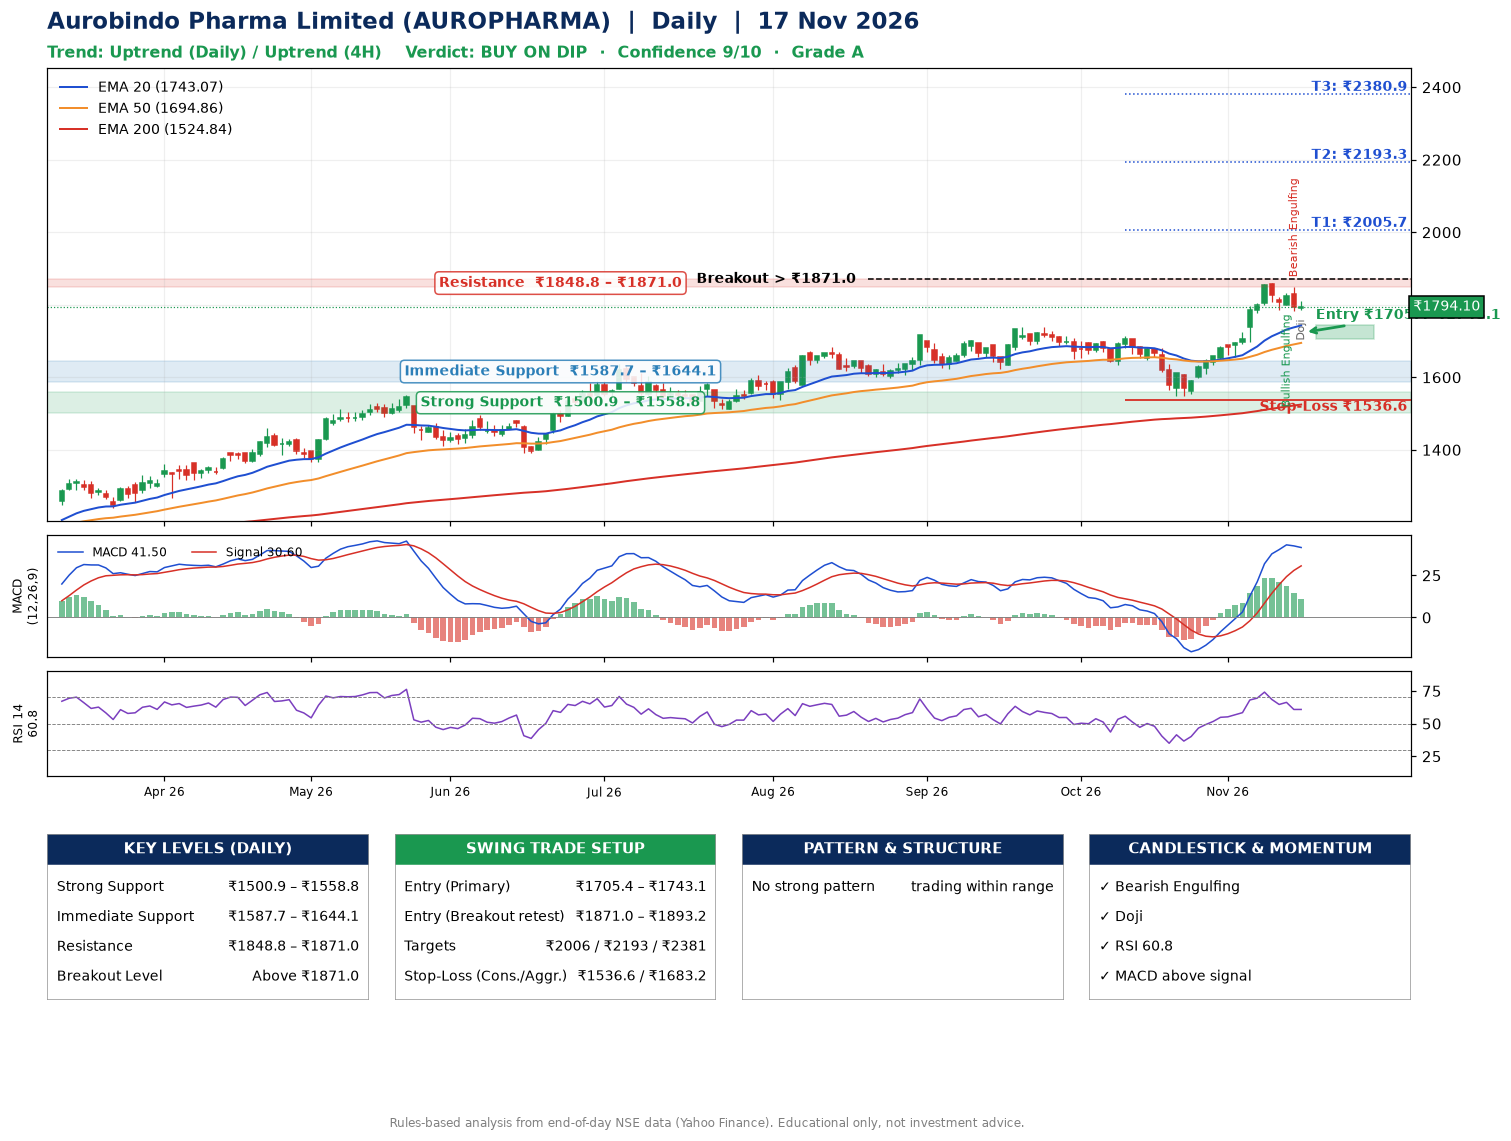 Aurobindo Pharma Limited (AUROPHARMA)  |  Daily  |  17 Nov 2026
Trend: Uptrend (Daily) / Uptrend (4H)    Verdict: BUY ON DIP  ·  Confidence 9/10  ·  Grade A
EMA 20 (1743.07)
EMA 50 (1694.86)
EMA 200 (1524.84)
T3: ₹2380.9
2400
T2: ₹2193.3
2200
Bearish Engulfing
T1: ₹2005.7
2000
Resistance  ₹1848.8 – ₹1871.0
Breakout > ₹1871.0
₹1794.10
Entry ₹1705
.1
Doji
Bullish Engulfing
Immediate Support  ₹1587.7 – ₹1644.1
1600
Strong Support  ₹1500.9 – ₹1558.8
Stop-Loss ₹1536.6
1400
MACD 41.50
Signal 30.60
MACD
(12,26,9)
25
0
RSI 14
60.8
75
50
25
Apr 26
May 26
Jun 26
Jul 26
Aug 26
Sep 26
Oct 26
Nov 26
KEY LEVELS (DAILY)
Strong Support  ₹1500.9 – ₹1558.8
Immediate Support  ₹1587.7 – ₹1644.1
Resistance  ₹1848.8 – ₹1871.0
Breakout Level  Above ₹1871.0
SWING TRADE SETUP
Entry (Primary)  ₹1705.4 – ₹1743.1
Entry (Breakout retest)  ₹1871.0 – ₹1893.2
Targets  ₹2006 / ₹2193 / ₹2381
Stop-Loss (Cons./Aggr.)  ₹1536.6 / ₹1683.2
PATTERN & STRUCTURE
No strong pattern  trading within range
CANDLESTICK & MOMENTUM
✓ Bearish Engulfing
✓ Doji
✓ RSI 60.8
✓ MACD above signal
Rules-based analysis from end-of-day NSE data (Yahoo Finance). Educational only, not investment advice.